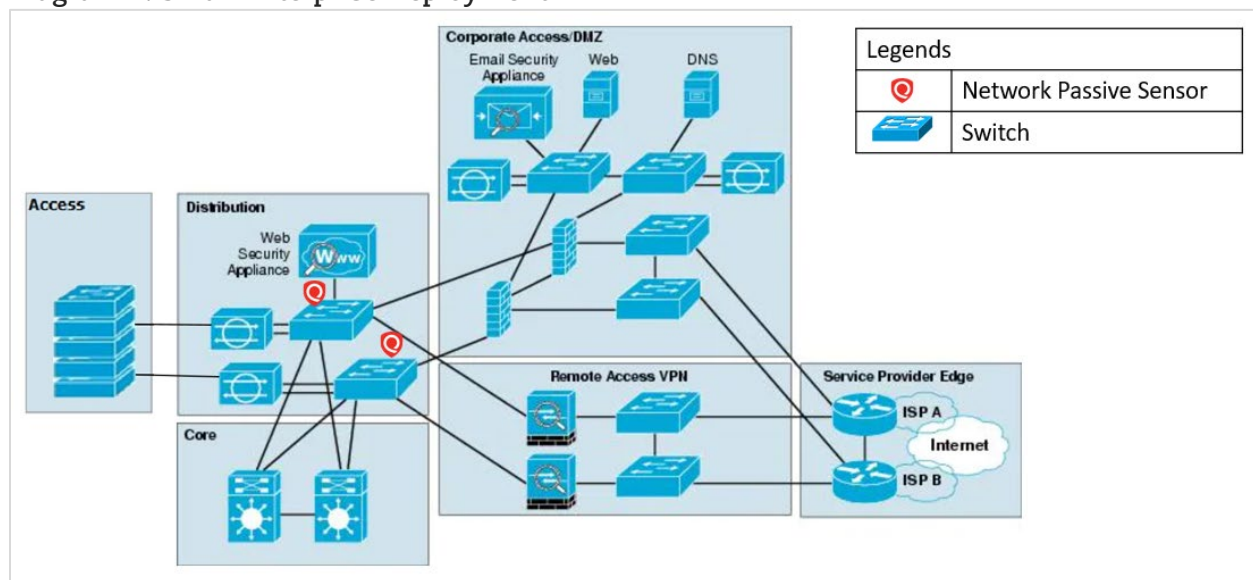 Corporate Access/DMZ
Email Security
Appliance
Web
DNS
Legends
Network Passive Sensor
Switch
Access
Distribution
Web
Security
Appliance
Www
Remote Access VPN
Service Provider Edge
ISP A
Internet
ISP B
Core